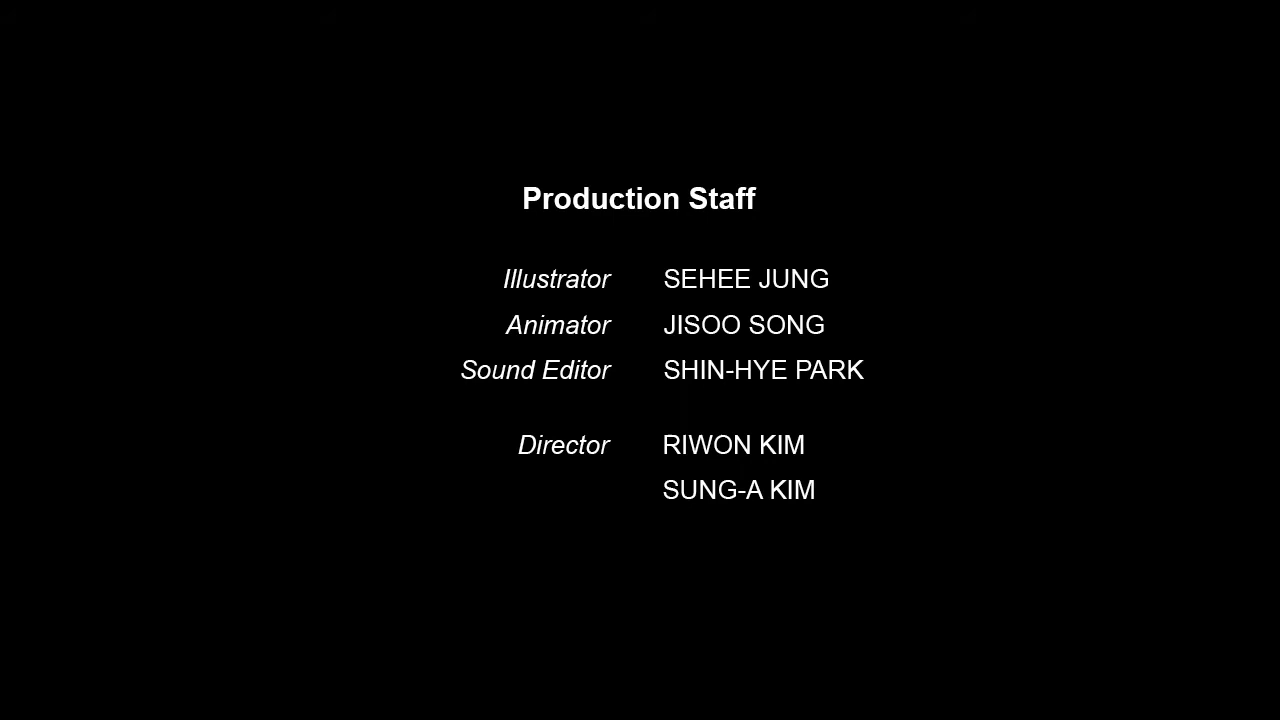 Production Staff
Illustrator SEHEE JUNG
Animator JISOO SONG
Sound Editor SHIN-HYE PARK
Director RIWON KIM
SUNG-A KIM